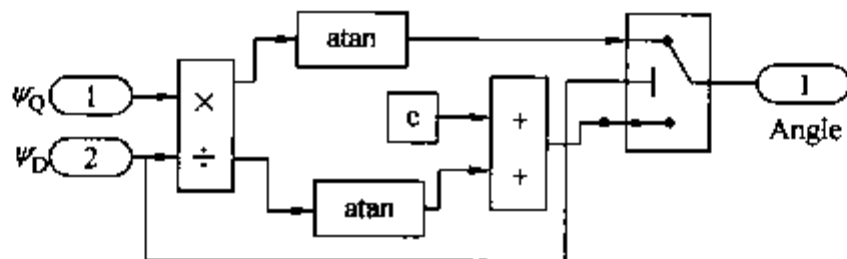 atan
ψQ 1
×
c
+
1
ψD 2
÷
+
Angle
atan